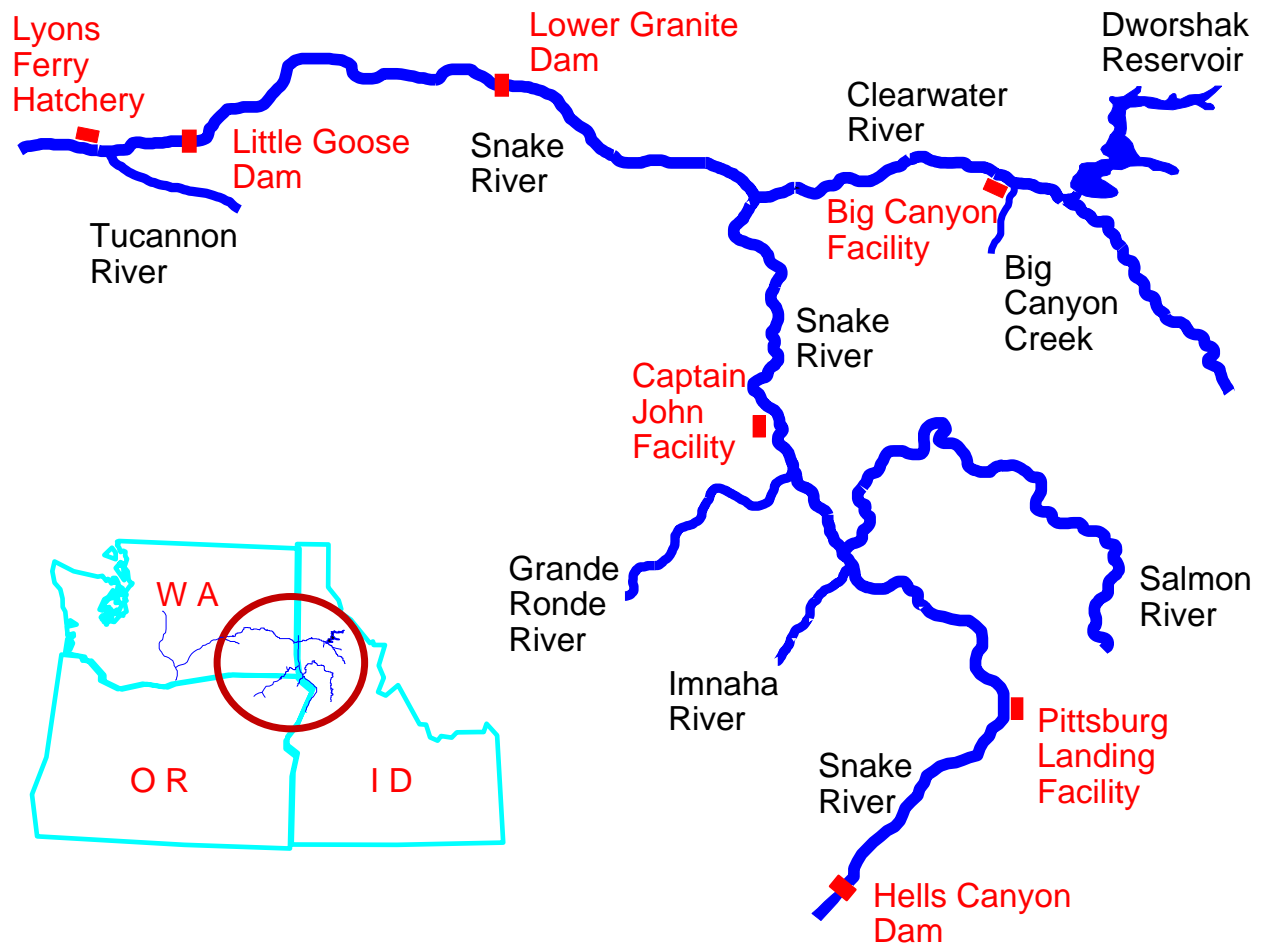 Lyons
Ferry
Hatchery
Lower Granite
Dam
Dworshak
Reservoir
Clearwater
River
Little Goose
Dam
Snake
River
Tucannon
River
Big Canyon
Facility
Big
Canyon
Creek
Snake
River
Captain
John
Facility
Grande
Ronde
River
Salmon
River
Imnaha
River
Pittsburg
Landing
Facility
Snake
River
Hells Canyon
Dam
W A
O R
I D